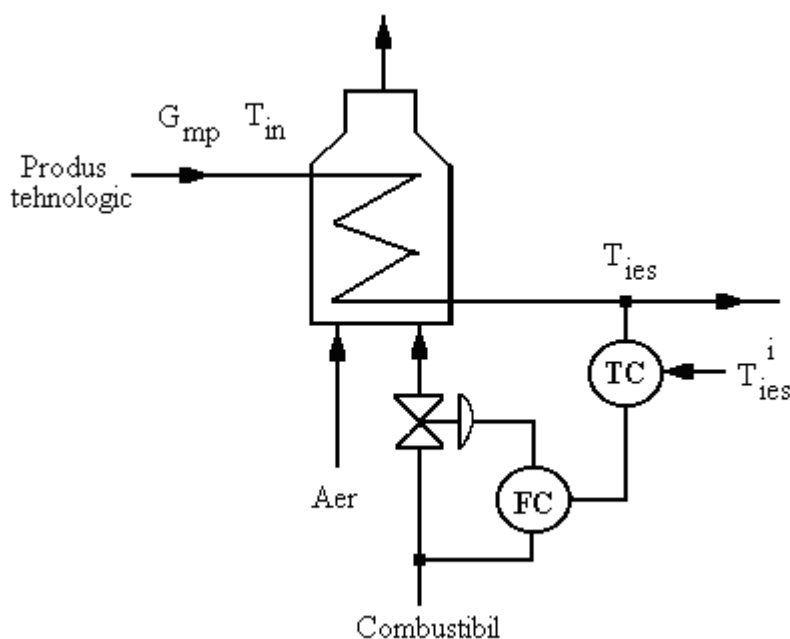 G_mp T_in
Produs
tehnologic
T_ies
TC
T_ies^i
FC
Aer
Combustibil